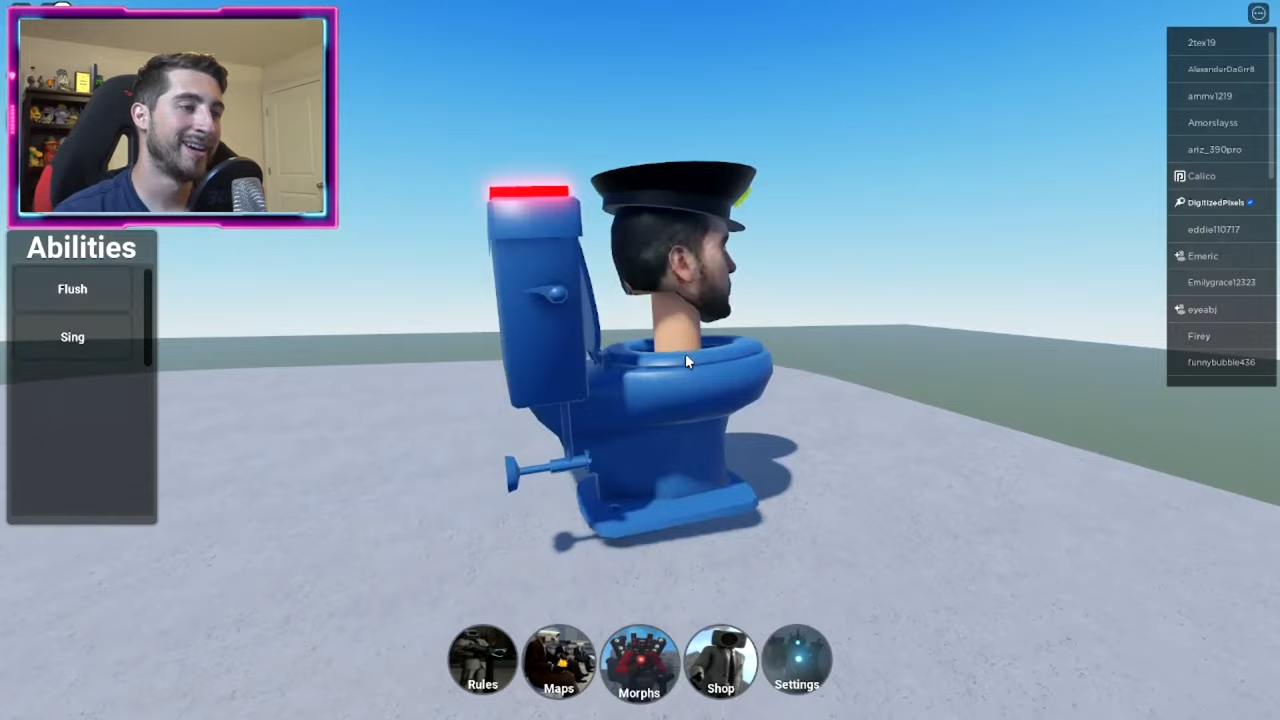 Abilities
Flush
Sing
2tex19
AlexanderDaGrr8
ammv1219
Amorslayss
ariz_390pro
Calico
DigitizedPixels
eddie110717
Emeric
Emilygrace12323
eyeabj
Firey
funnybubble436
Rules
Maps
Morphs
Shop
Settings